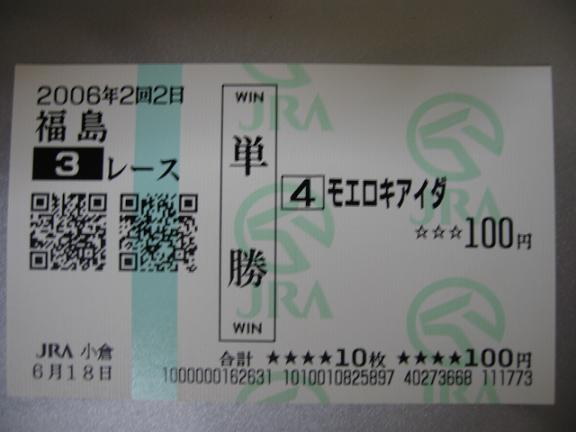 2006年2回2日
福島
3レース
WIN
単勝
WIN
4 モエロキアイダ
☆☆☆100円
JRA 小倉
6月18日
合計 ★★★★10枚 ★★★★100円
1000000162631 1010010825897 40273668 111773
JRA
JRA
JRA
JRA